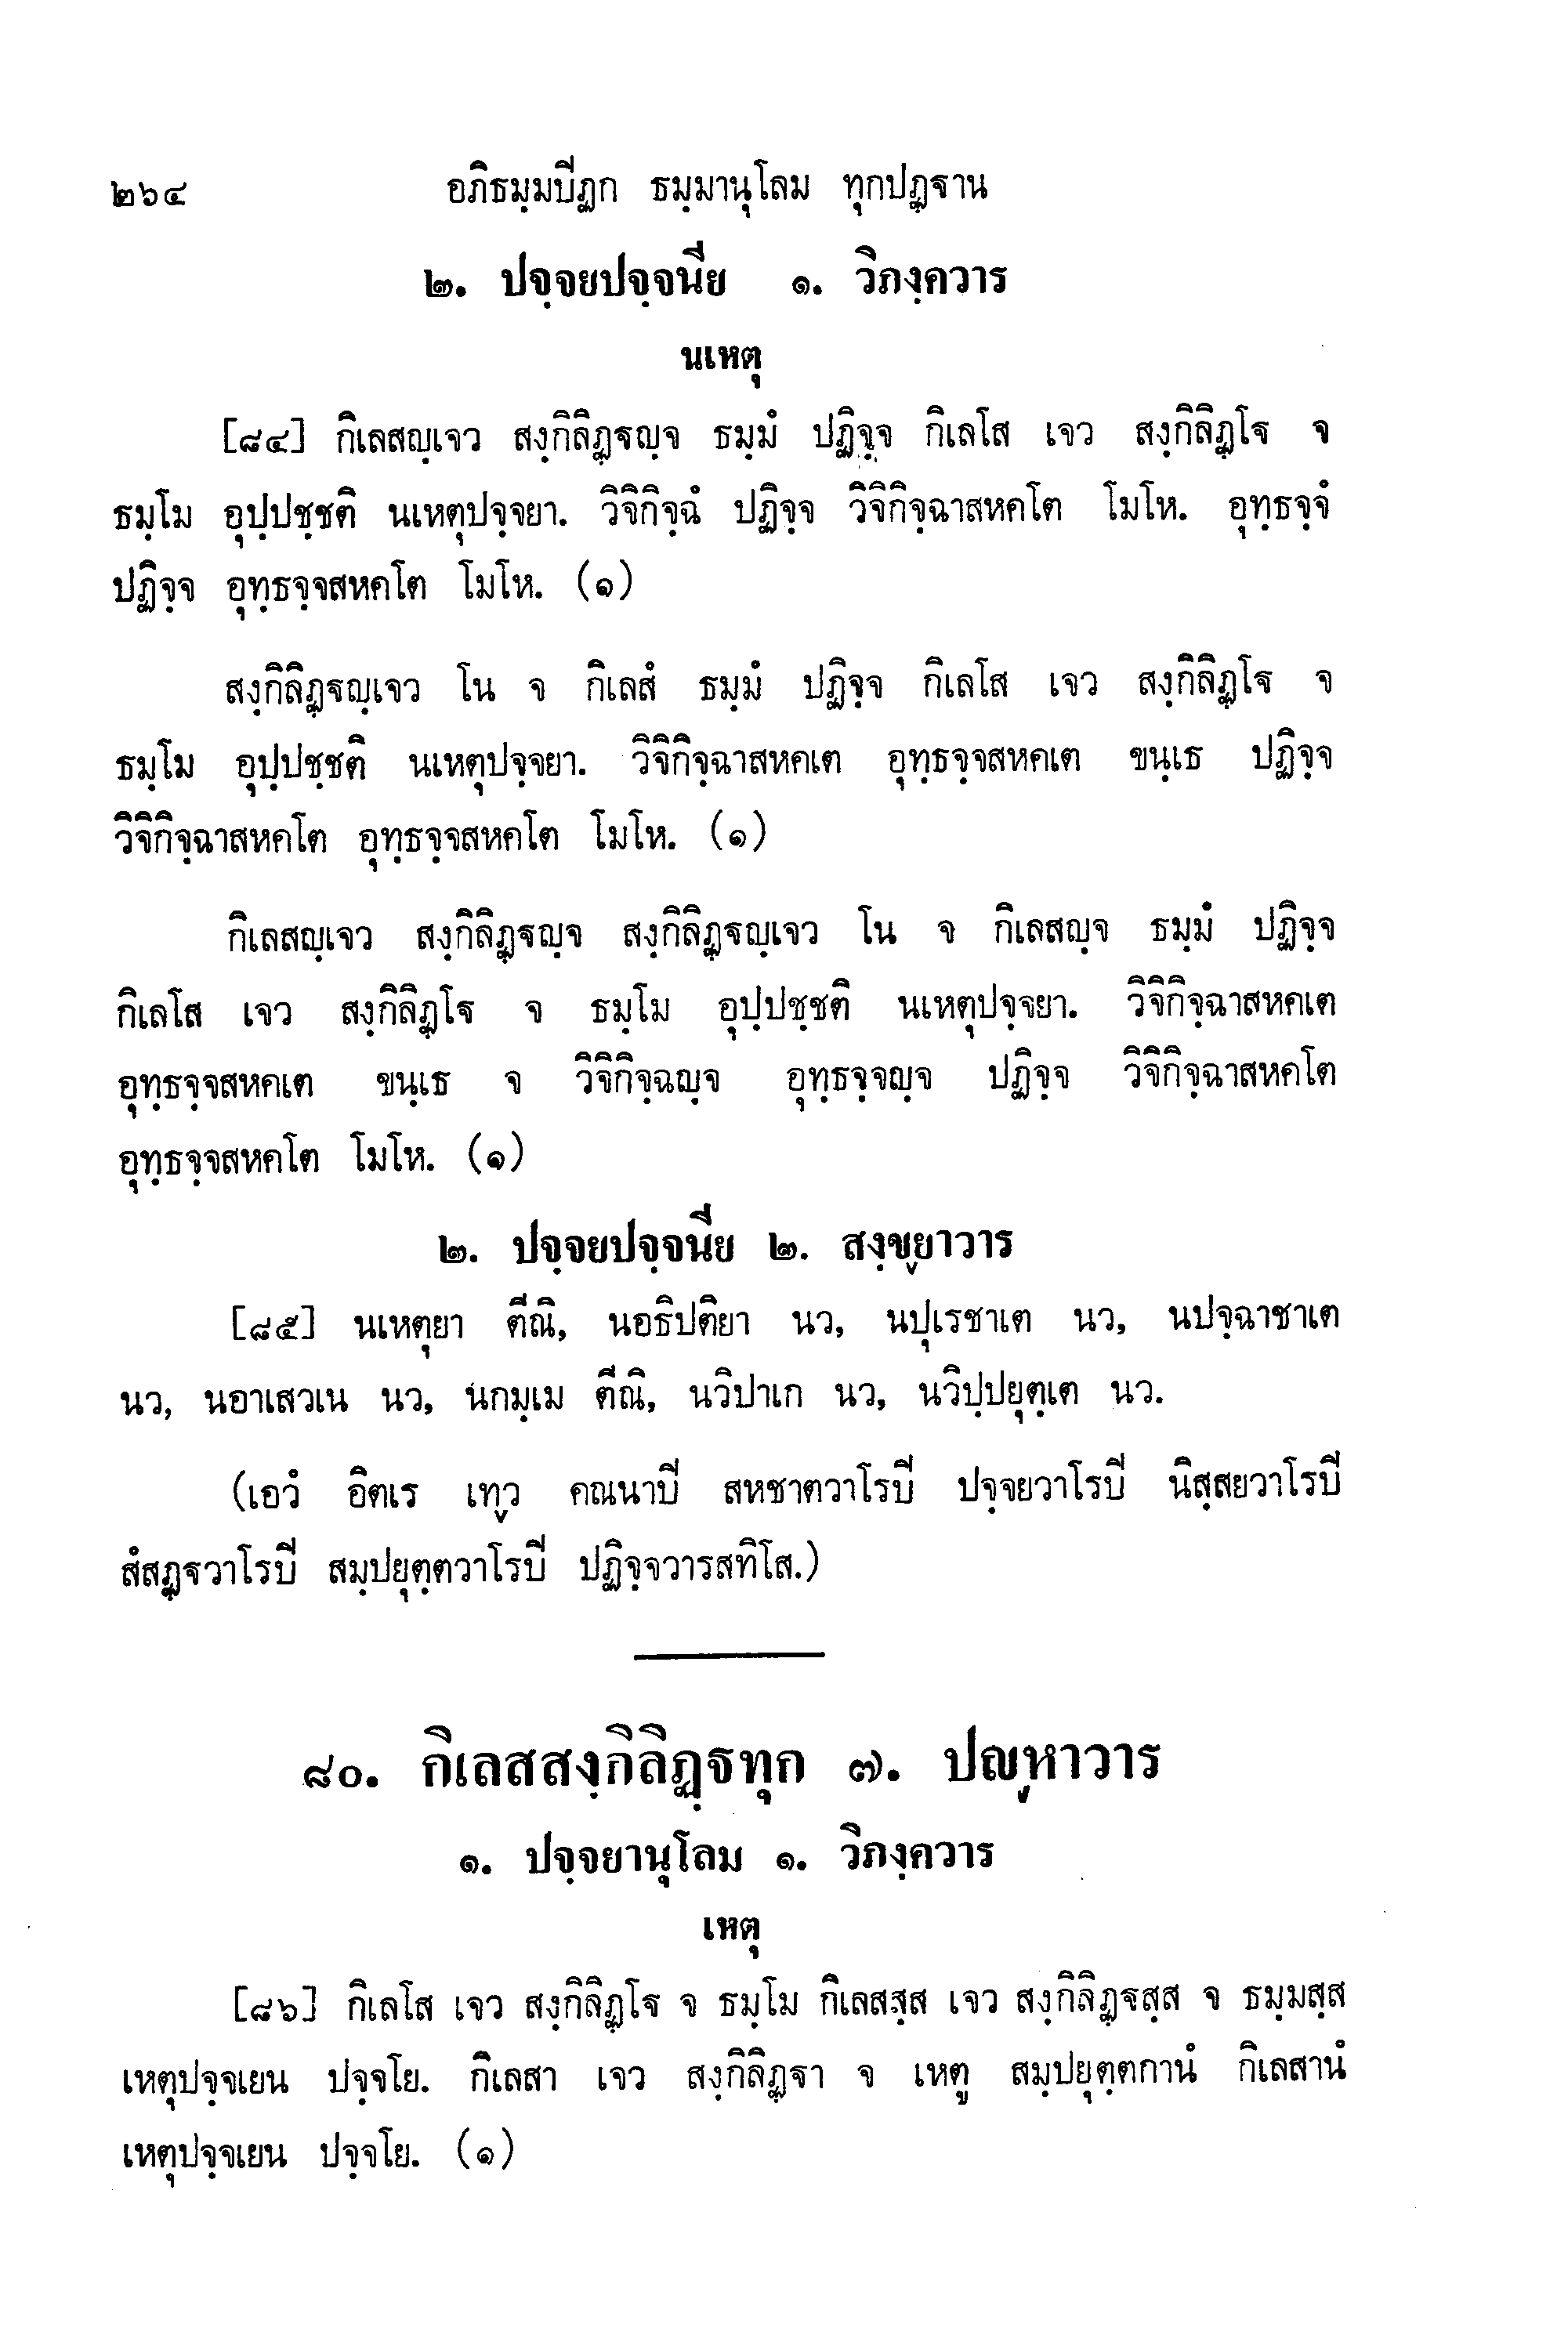 ๒๖๔ อภิธมฺมปิฏก ธมฺมานุโลม ทุกปฏฺฐาน
๒. ปจฺจยปจฺจนีย ๑. วิภงฺควาร
นเหตุ
[๘๔] กิเลสญฺเจว สงฺกิลิฏฺฐญฺจ ธมฺมํ ปฏิจฺจ กิเลโส เจว สงฺกิลิฏฺโฐ จ
ธมฺโม อุปฺปชฺชติ นเหตุปจฺจยา. วิจิกิจฺฉํ ปฏิจฺจ วิจิกิจฺฉาสหคโต โมโห. อุทฺธจฺจํ
ปฏิจฺจ อุทฺธจฺจสหคโต โมโห. (๑)
สงฺกิลิฏฺฐญฺเจว โน จ กิเลสํ ธมฺมํ ปฏิจฺจ กิเลโส เจว สงฺกิลิฏฺโฐ จ
ธมฺโม อุปฺปชฺชติ นเหตุปจฺจยา. วิจิกิจฺฉาสหคเต อุทฺธจฺจสหคเต ขนฺเธ ปฏิจฺจ
วิจิกิจฺฉาสหคโต อุทฺธจฺจสหคโต โมโห. (๑)
กิเลสญฺเจว สงฺกิลิฏฺฐญฺจ สงฺกิลิฏฺฐญฺเจว โน จ กิเลสญฺจ ธมฺมํ ปฏิจฺจ
กิเลโส เจว สงฺกิลิฏฺโฐ จ ธมฺโม อุปฺปชฺชติ นเหตุปจฺจยา. วิจิกิจฺฉาสหคเต
อุทฺธจฺจสหคเต ขนฺเธ จ วิจิกิจฺฉญฺจ อุทฺธจฺจญฺจ ปฏิจฺจ วิจิกิจฺฉาสหคโต
อุทฺธจฺจสหคโต โมโห. (๑)
๒. ปจฺจยปจฺจนีย ๒. สงฺขฺยาวาร
[๘๕] นเหตุยา ตีณิ, นอธิปติยา นว, นปุเรชาเต นว, นปจฺฉาชาเต
นว, นอาเสวเน นว, นกมฺเม ตีณิ, นวิปาเก นว, นวิปฺปยุตฺเต นว.
(เอวํ อิตเร เทฺว คณนาปี สหชาตวาโรปี ปจฺจยวาโรปี นิสฺสยวาโรปี
สํสฏฺฐวาโรปี สมฺปยุตฺตวาโรปี ปฏิจฺจวารสทิโส.)
๘๐. กิเลสสงฺกิลิฏฺฐทุก ๗. ปญฺหาวาร
๑. ปจฺจยานุโลม ๑. วิภงฺควาร
เหตุ
[๘๖] กิเลโส เจว สงฺกิลิฏฺโฐ จ ธมฺโม กิเลสสฺส เจว สงฺกิลิฏฺฐสฺส จ ธมฺมสฺส
เหตุปจฺจเยน ปจฺจโย. กิเลสา เจว สงฺกิลิฏฺฐา จ เหตู สมฺปยุตฺตกานํ กิเลสานํ
เหตุปจฺจเยน ปจฺจโย. (๑)